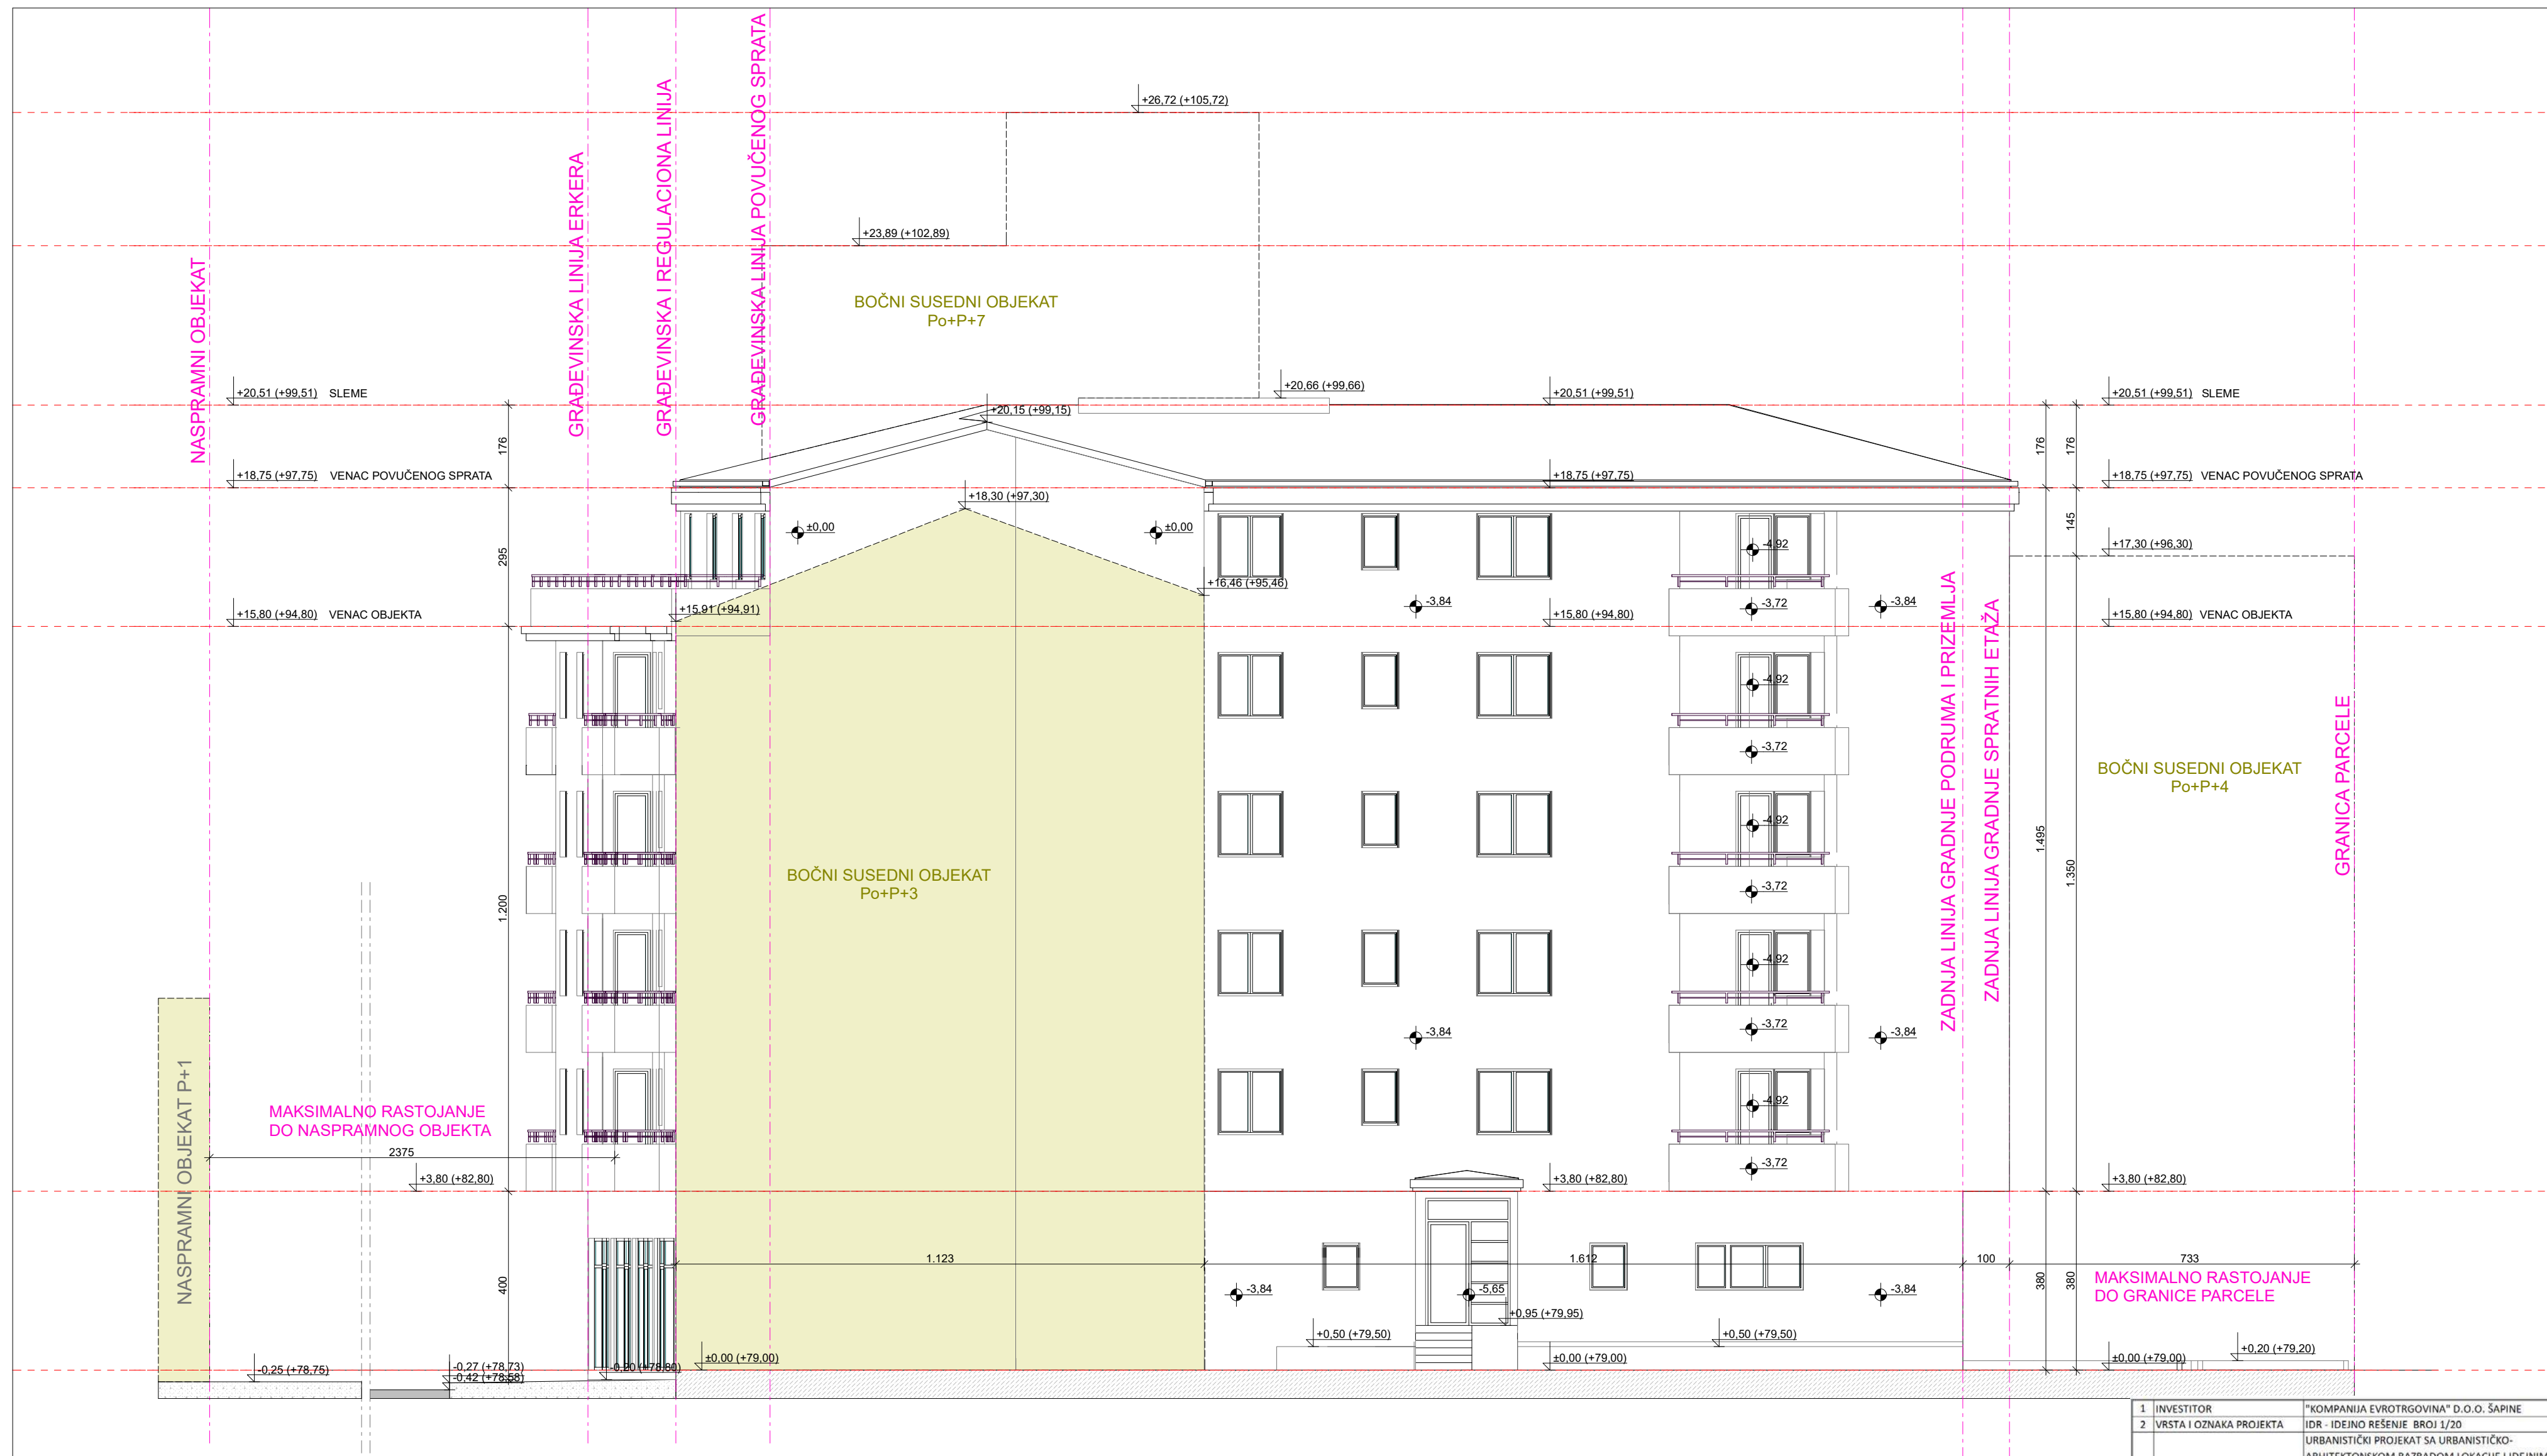 NASPRAMNI OBJEKAT
GRAĐEVINSKA LINIJA ERKERA
GRAĐEVINSKA I REGULACIONA LINIJA
GRAĐEVINSKA LINIJA POVUČENOG SPRATA
+26,72 (+105,72)
+23,89 (+102,89)
BOČNI SUSEDNI OBJEKAT
Po+P+7
+20,51 (+99,51) SLEME
+20,15 (+99,15)
+20,66 (+99,66)
+20,51 (+99,51)
+20,51 (+99,51) SLEME
176
176
176
+18,75 (+97,75) VENAC POVUČENOG SPRATA
+18,75 (+97,75)
+18,75 (+97,75) VENAC POVUČENOG SPRATA
+18,30 (+97,30)
±0,00
±0,00
295
145
-4,92
+17,30 (+96,30)
+16,46 (+95,46)
+15,80 (+94,80) VENAC OBJEKTA
+15,91 (+94,91)
-3,84
-3,72
-3,84
+15,80 (+94,80)
+15,80 (+94,80) VENAC OBJEKTA
-4,92
-3,72
ZADNJA LINIJA GRADNJE PODRUMA I PRIZEMLJA
ZADNJA LINIJA GRADNJE SPRATNIH ETAŽA
GRANICA PARCELE
BOČNI SUSEDNI OBJEKAT
Po+P+4
-4,92
1.495
1.350
BOČNI SUSEDNI OBJEKAT
Po+P+3
1.200
-3,72
-4,92
-3,84
-3,72
-3,84
NASPRAMNI OBJEKAT P+1
MAKSIMALNO RASTOJANJE
DO NASPRAMNOG OBJEKTA
2375
-4,92
-3,72
+3,80 (+82,80)
+3,80 (+82,80)
+3,80 (+82,80)
1.123
1.612
100
733
400
380
380
MAKSIMALNO RASTOJANJE
DO GRANICE PARCELE
-3,84
-5,65
-3,84
+0,95 (+79,95)
+0,50 (+79,50)
+0,50 (+79,50)
+0,20 (+79,20)
-0,25 (+78,75)
-0,27 (+78,73)
-0,42 (+78,58)
-0,20 (+78,80)
±0,00 (+79,00)
±0,00 (+79,00)
±0,00 (+79,00)
1 INVESTITOR "KOMPANIJA EVROTRGOVINA" D.O.O. ŠAPINE
2 VRSTA I OZNAKA PROJEKTA IDR - IDEJNO REŠENJE BROJ 1/20
URBANISTIČKI PROJEKAT SA URBANISTIČKO-